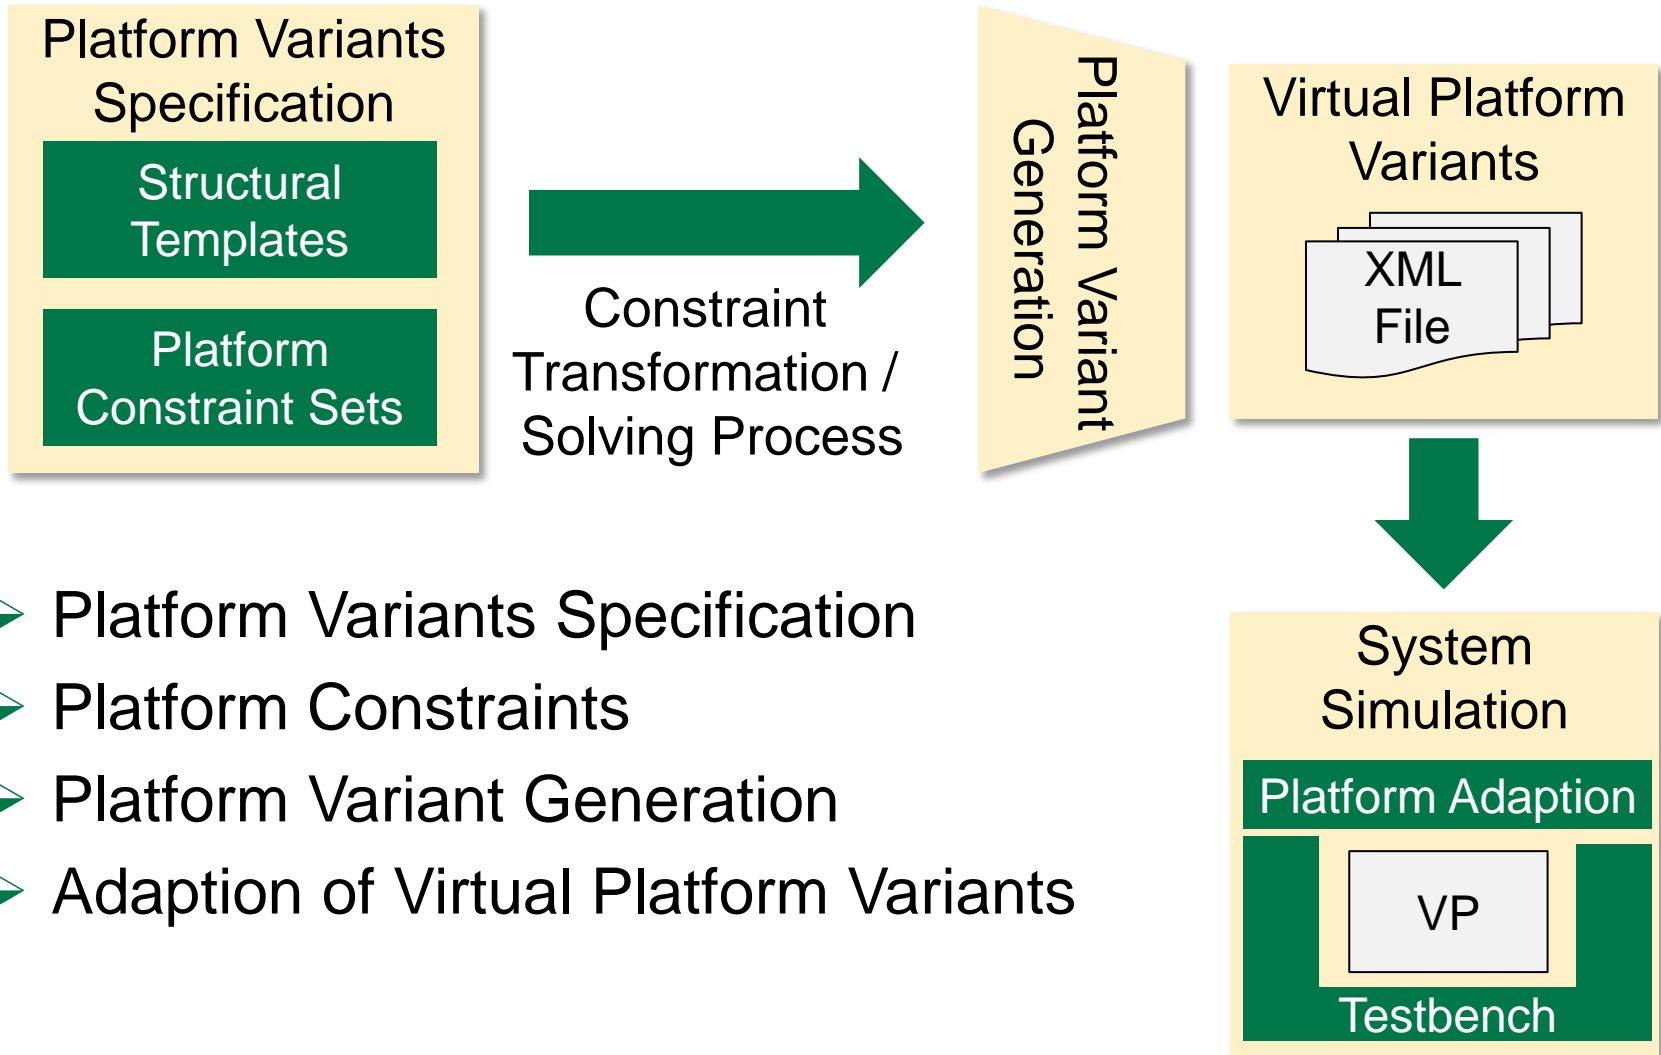 Platform Variants
Specification
Structural
Templates
Platform
Constraint Sets
Constraint
Transformation /
Solving Process
Platform Variant
Generation
Virtual Platform
Variants
XML
File
System
Simulation
Platform Adaption
VP
Testbench
Platform Variants Specification
Platform Constraints
Platform Variant Generation
Adaption of Virtual Platform Variants